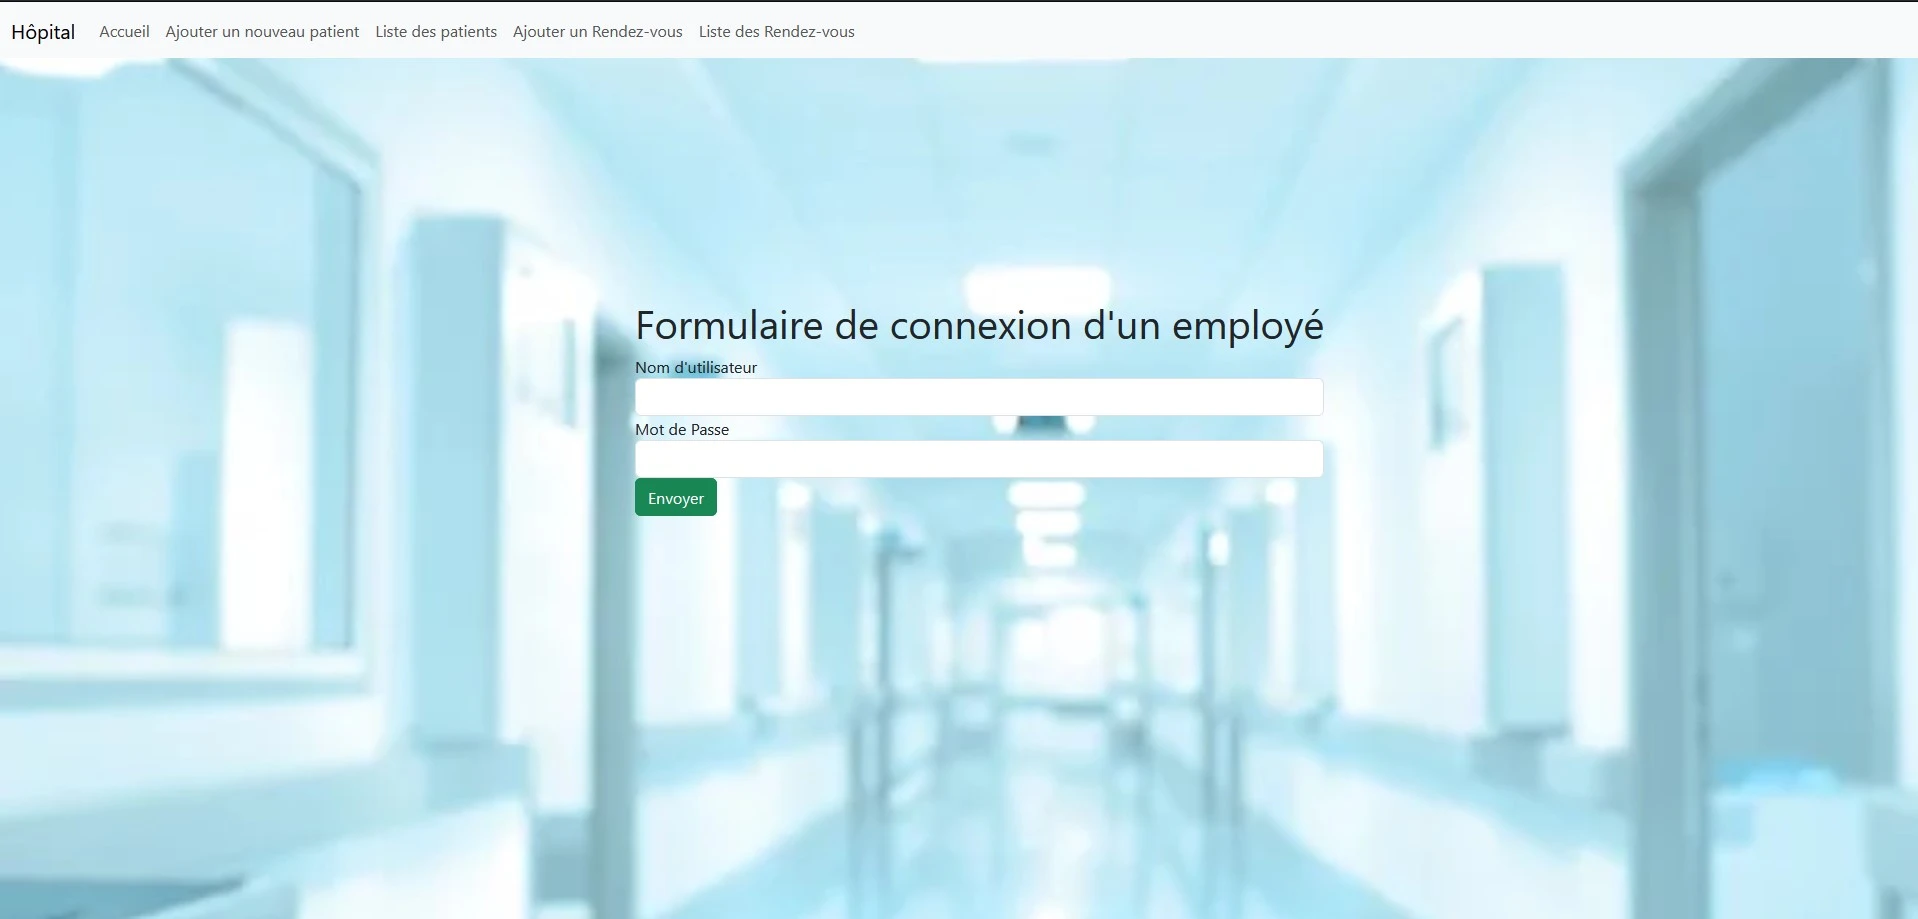 Hôpital Accueil Ajouter un nouveau patient Liste des patients Ajouter un Rendez-vous Liste des Rendez-vous
Formulaire de connexion d'un employé
Nom d'utilisateur
Mot de Passe
Envoyer